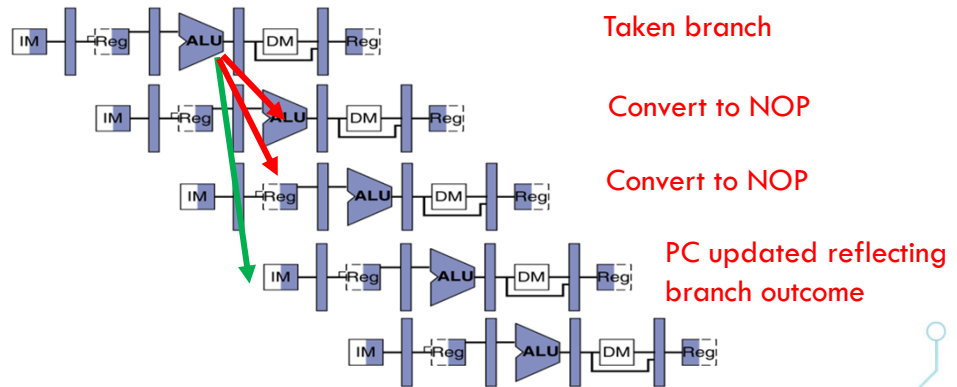 IM Reg ALU DM Reg Taken branch
IM Reg ALU DM Reg Convert to NOP
IM Reg ALU DM Reg Convert to NOP
IM Reg ALU DM Reg PC updated reflecting
branch outcome
IM Reg ALU DM Reg